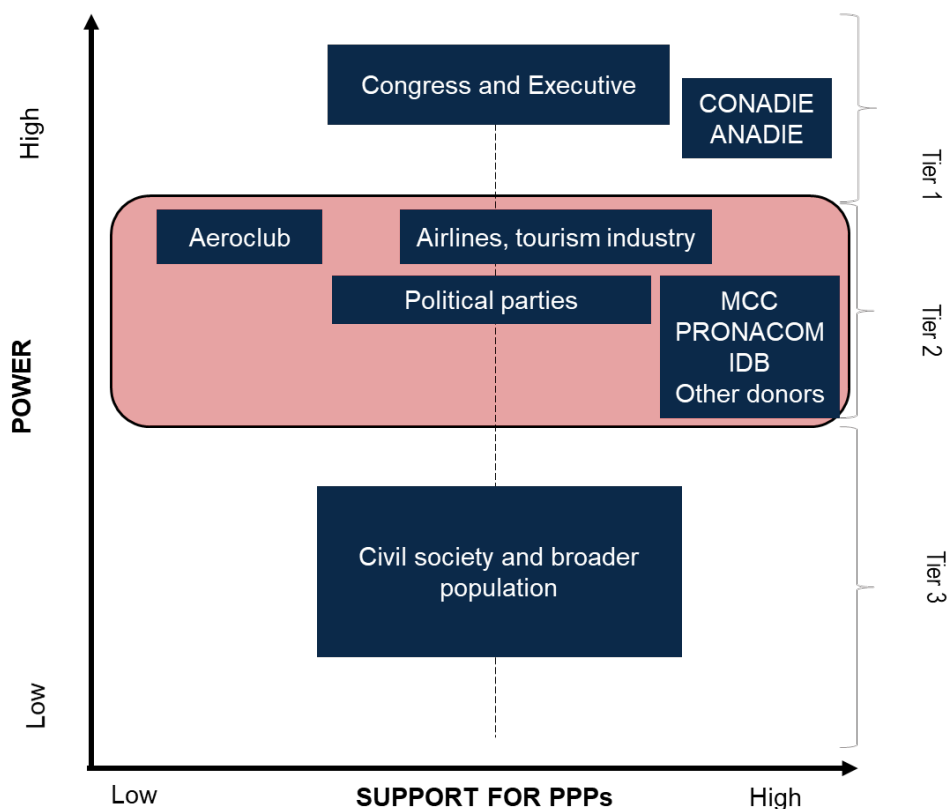 High
Congress and Executive
CONADIE
ANADIE
Tier 1
Aeroclub
Airlines, tourism industry
Political parties
MCC
PRONACOM
IDB
Other donors
Tier 2
POWER
Civil society and broader
population
Tier 3
Low
Low
SUPPORT FOR PPPs
High